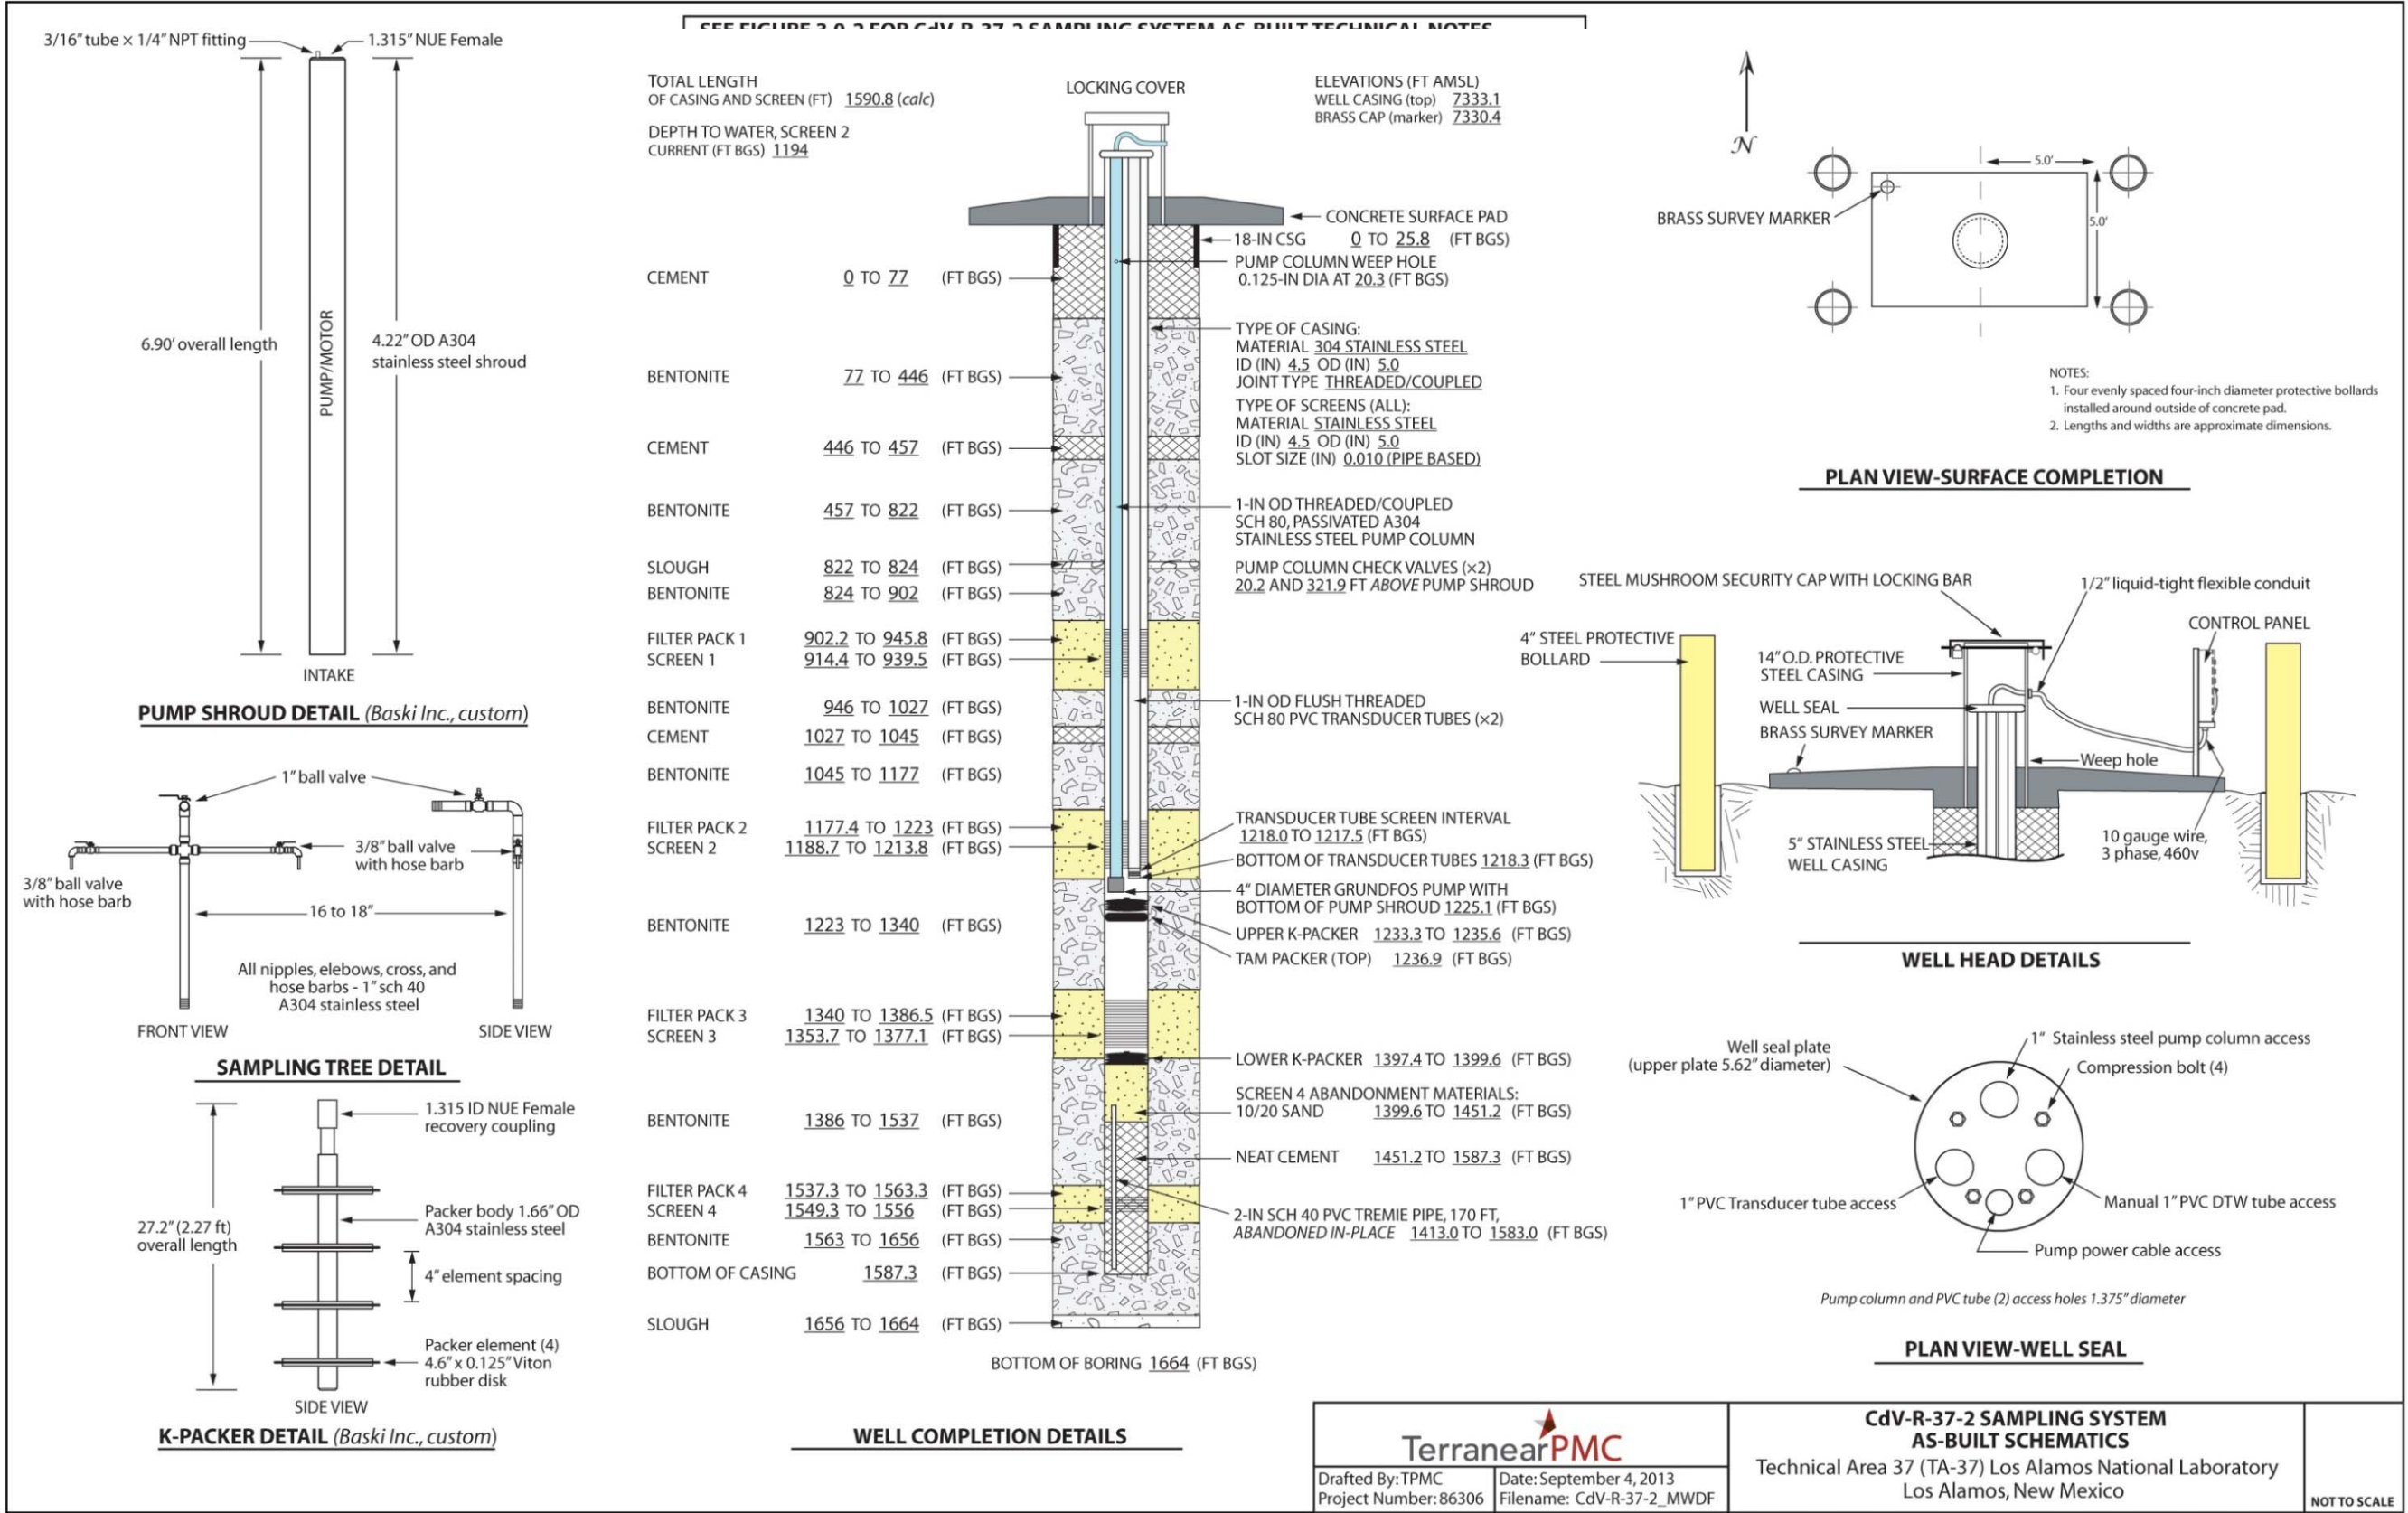 SEE FIGURE 3.0-2 FOR CdV-R-37-2 SAMPLING SYSTEM AS-BUILT TECHNICAL NOTES
3/16" tube × 1/4" NPT fitting
1.315" NUE Female
6.90' overall length
PUMP/MOTOR
4.22" OD A304
stainless steel shroud
INTAKE
PUMP SHROUD DETAIL (Baski Inc., custom)
1" ball valve
3/8" ball valve
with hose barb
3/8" ball valve
with hose barb
16 to 18"
All nipples, elebows, cross, and
hose barbs - 1" sch 40
A304 stainless steel
FRONT VIEW
SIDE VIEW
SAMPLING TREE DETAIL
1.315 ID NUE Female
recovery coupling
27.2" (2.27 ft)
overall length
Packer body 1.66" OD
A304 stainless steel
4" element spacing
Packer element (4)
4.6" x 0.125" Viton
rubber disk
SIDE VIEW
K-PACKER DETAIL (Baski Inc., custom)
TOTAL LENGTH
OF CASING AND SCREEN (FT) 1590.8 (calc)
DEPTH TO WATER, SCREEN 2
CURRENT (FT BGS) 1194
LOCKING COVER
ELEVATIONS (FT AMSL)
WELL CASING (top) 7333.1
BRASS CAP (marker) 7330.4
CEMENT 0 TO 77 (FT BGS)
BENTONITE 77 TO 446 (FT BGS)
CEMENT 446 TO 457 (FT BGS)
BENTONITE 457 TO 822 (FT BGS)
SLOUGH 822 TO 824 (FT BGS)
BENTONITE 824 TO 902 (FT BGS)
FILTER PACK 1 902.2 TO 945.8 (FT BGS)
SCREEN 1 914.4 TO 939.5 (FT BGS)
BENTONITE 946 TO 1027 (FT BGS)
CEMENT 1027 TO 1045 (FT BGS)
BENTONITE 1045 TO 1177 (FT BGS)
FILTER PACK 2 1177.4 TO 1223 (FT BGS)
SCREEN 2 1188.7 TO 1213.8 (FT BGS)
BENTONITE 1223 TO 1340 (FT BGS)
FILTER PACK 3 1340 TO 1386.5 (FT BGS)
SCREEN 3 1353.7 TO 1377.1 (FT BGS)
BENTONITE 1386 TO 1537 (FT BGS)
FILTER PACK 4 1537.3 TO 1563.3 (FT BGS)
SCREEN 4 1549.3 TO 1556 (FT BGS)
BENTONITE 1563 TO 1656 (FT BGS)
BOTTOM OF CASING 1587.3 (FT BGS)
SLOUGH 1656 TO 1664 (FT BGS)
BOTTOM OF BORING 1664 (FT BGS)
CONCRETE SURFACE PAD
18-IN CSG 0 TO 25.8 (FT BGS)
PUMP COLUMN WEEP HOLE
0.125-IN DIA AT 20.3 (FT BGS)
TYPE OF CASING:
MATERIAL 304 STAINLESS STEEL
ID (IN) 4.5 OD (IN) 5.0
JOINT TYPE THREADED/COUPLED
TYPE OF SCREENS (ALL):
MATERIAL STAINLESS STEEL
ID (IN) 4.5 OD (IN) 5.0
SLOT SIZE (IN) 0.010 (PIPE BASED)
1-IN OD THREADED/COUPLED
SCH 80, PASSIVATED A304
STAINLESS STEEL PUMP COLUMN
PUMP COLUMN CHECK VALVES (×2)
20.2 AND 321.9 FT ABOVE PUMP SHROUD
1-IN OD FLUSH THREADED
SCH 80 PVC TRANSDUCER TUBES (×2)
TRANSDUCER TUBE SCREEN INTERVAL
1218.0 TO 1217.5 (FT BGS)
BOTTOM OF TRANSDUCER TUBES 1218.3 (FT BGS)
4" DIAMETER GRUNDFOS PUMP WITH
BOTTOM OF PUMP SHROUD 1225.1 (FT BGS)
UPPER K-PACKER 1233.3 TO 1235.6 (FT BGS)
TAM PACKER (TOP) 1236.9 (FT BGS)
LOWER K-PACKER 1397.4 TO 1399.6 (FT BGS)
SCREEN 4 ABANDONMENT MATERIALS:
10/20 SAND 1399.6 TO 1451.2 (FT BGS)
NEAT CEMENT 1451.2 TO 1587.3 (FT BGS)
2-IN SCH 40 PVC TREMIE PIPE, 170 FT,
ABANDONED IN-PLACE 1413.0 TO 1583.0 (FT BGS)
WELL COMPLETION DETAILS
N
5.0'
5.0'
BRASS SURVEY MARKER
NOTES:
1. Four evenly spaced four-inch diameter protective bollards
installed around outside of concrete pad.
2. Lengths and widths are approximate dimensions.
PLAN VIEW-SURFACE COMPLETION
STEEL MUSHROOM SECURITY CAP WITH LOCKING BAR
1/2" liquid-tight flexible conduit
CONTROL PANEL
4" STEEL PROTECTIVE
BOLLARD
14" O.D. PROTECTIVE
STEEL CASING
WELL SEAL
BRASS SURVEY MARKER
Weep hole
5" STAINLESS STEEL
WELL CASING
10 gauge wire,
3 phase, 460v
WELL HEAD DETAILS
Well seal plate
(upper plate 5.62" diameter)
1" Stainless steel pump column access
Compression bolt (4)
1" PVC Transducer tube access
Manual 1" PVC DTW tube access
Pump power cable access
Pump column and PVC tube (2) access holes 1.375" diameter
PLAN VIEW-WELL SEAL
TerranearPMC
Drafted By: TPMC
Project Number: 86306
Date: September 4, 2013
Filename: CdV-R-37-2_MWDF
CdV-R-37-2 SAMPLING SYSTEM
AS-BUILT SCHEMATICS
Technical Area 37 (TA-37) Los Alamos National Laboratory
Los Alamos, New Mexico
NOT TO SCALE